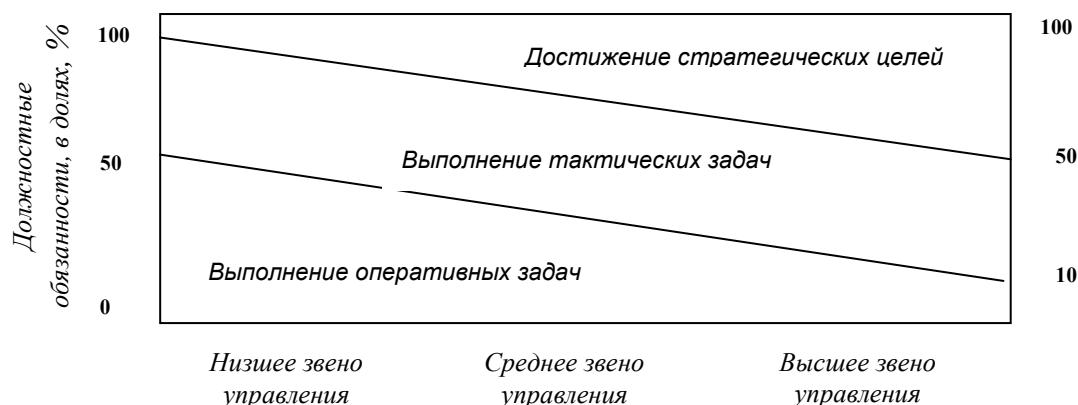 100
100
Достижение стратегических целей
Должностные
обязанности, в долях, %
50
Выполнение тактических задач
50
Выполнение оперативных задач
10
0
Низшее звено
управления
Среднее звено
управления
Высшее звено
управления